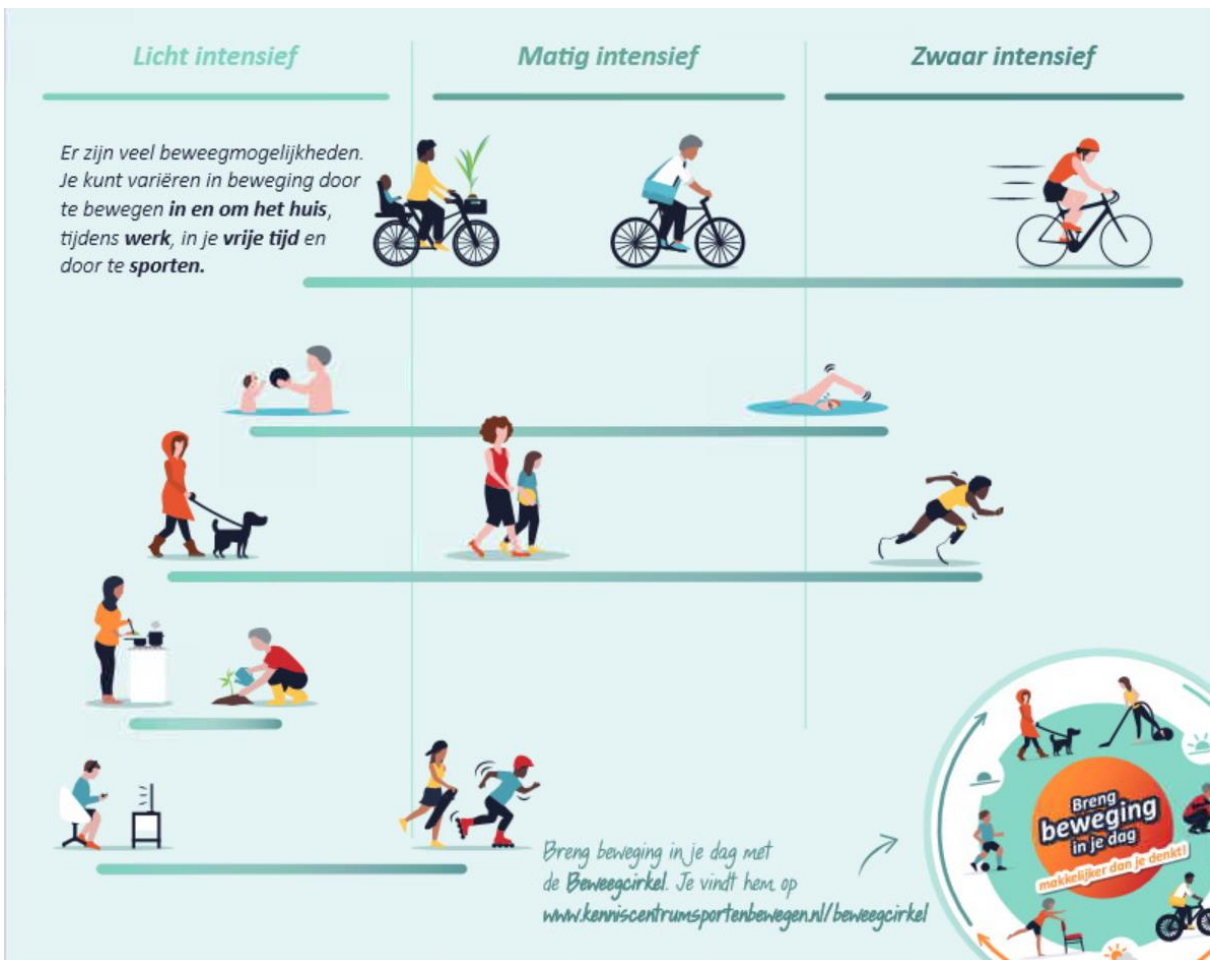 Licht intensief
Matig intensief
Zwaar intensief
Er zijn veel beweegmogelijkheden.
Je kunt variëren in beweging door
te bewegen in en om het huis,
tijdens werk, in je vrije tijd en
door te sporten.
Breng beweging in je dag met
de Beweegcirkel. Je vindt hem op
www.kenniscentrumsportenbewegen.nl/beweegcirkel
Breng
beweging
in je dag
makkelijker dan je denkt!